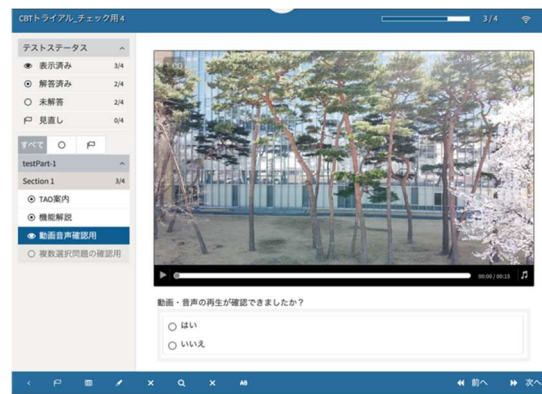 CBTトライアル_チェック用4
3/4
テストステータス
表示済み 3/4
解答済み 2/4
未解答 2/4
見直し 0/4
すべて
testPart-1
Section 1 3/4
TAO案内
機能解説
動画音声確認用
複数選択問題の確認用
00:00 / 00:15
動画・音声の再生が確認できましたか？
はい
いいえ
AB 前へ 次へ